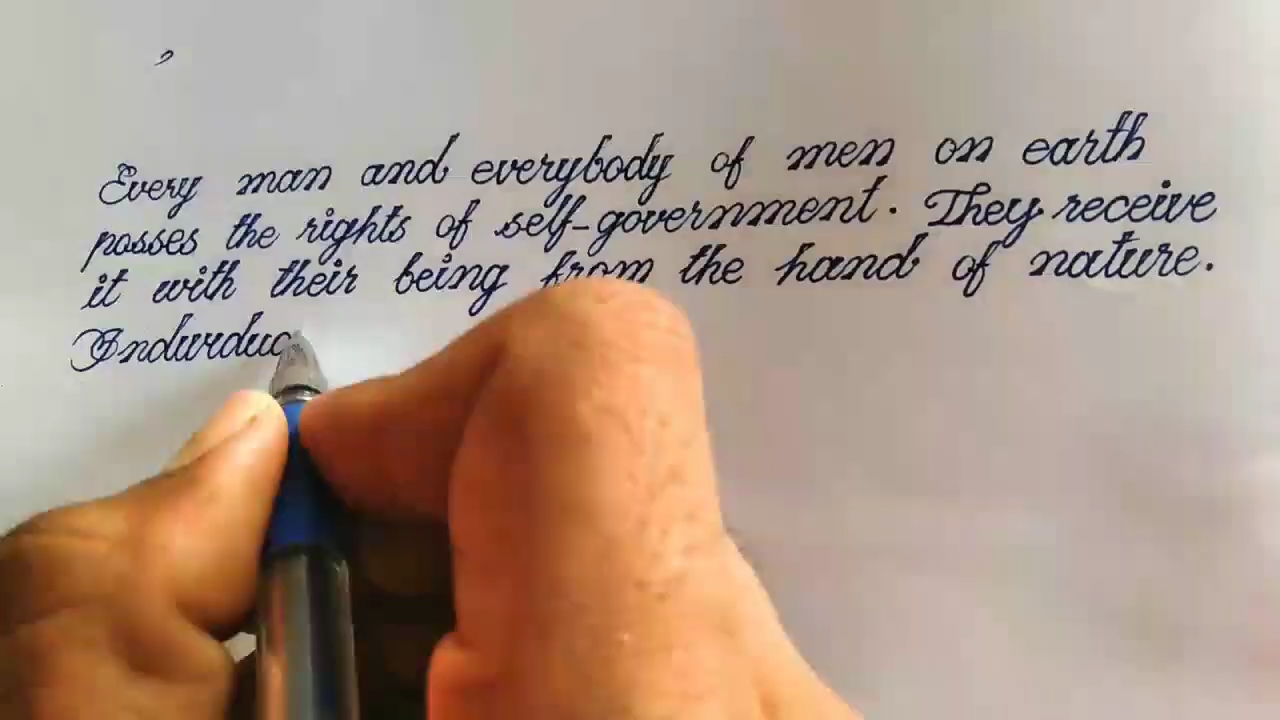 Every man and everybody of men on earth
posses the rights of self-government. They receive
it with their being from the hand of nature.